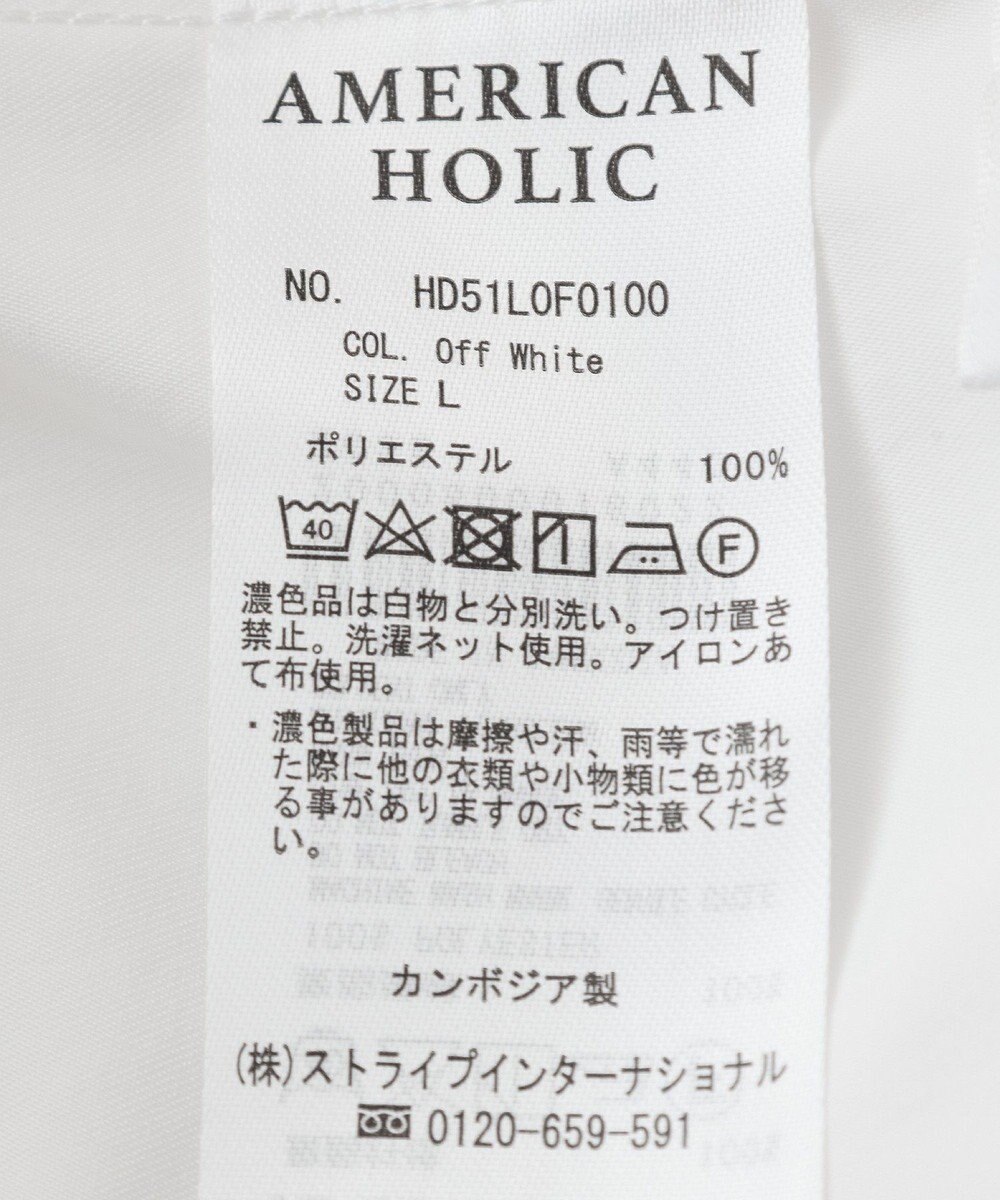 AMERICAN
HOLIC
NO. HD51L0F0100
COL. Off White
SIZE L
ポリエステル 100%
40 F
濃色品は白物と分別洗い。つけ置き
禁止。洗濯ネット使用。アイロンあ
て布使用。
・濃色製品は摩擦や汗、雨等で濡れ
た際に他の衣類や小物類に色が移
る事がありますのでご注意くださ
い。
カンボジア製
(株)ストライプインターナショナル
0120-659-591